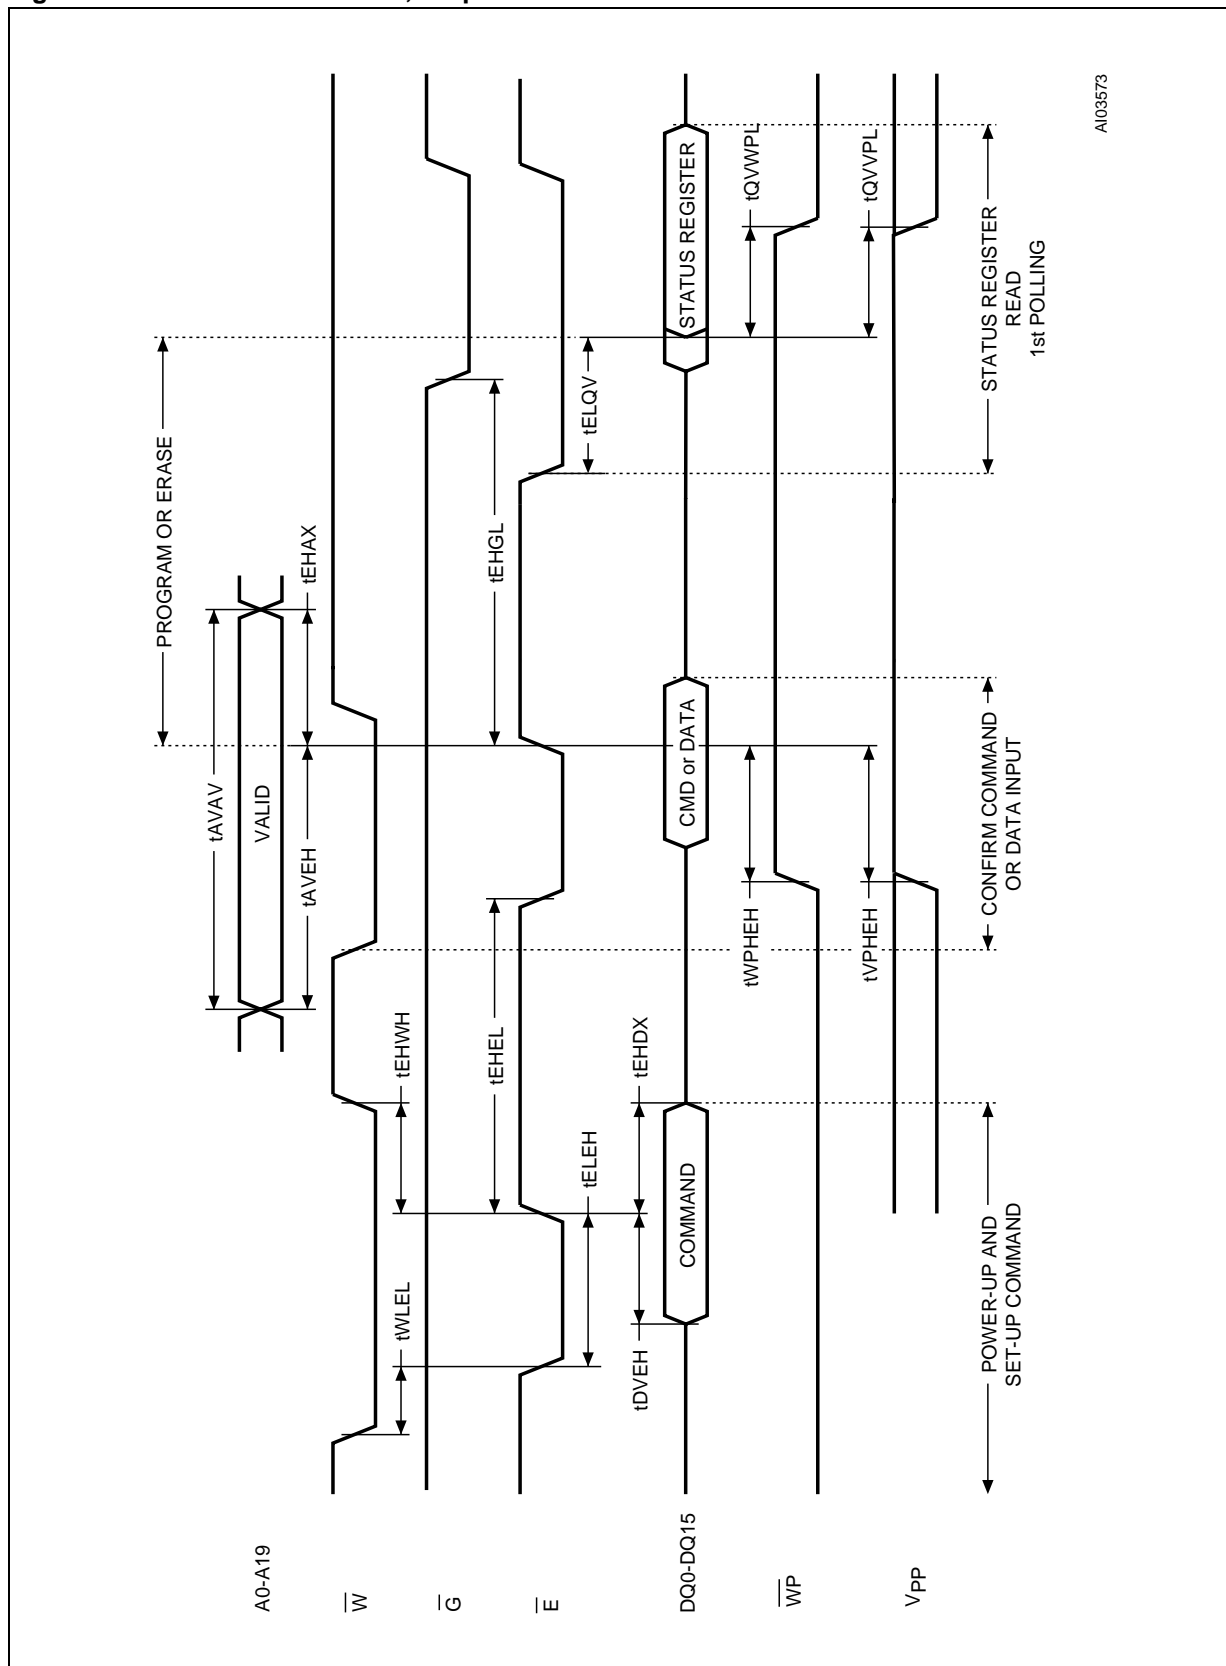 A0-A19
VALID
tAVAV
tAVEH
tEHAX
PROGRAM OR ERASE
W
tWLEL
tEHWH
G
tEHEL
tEHGL
E
tELEH
tELQV
DQ0-DQ15
tDVEH
tEHDX
COMMAND
CMD or DATA
STATUS REGISTER
WP
tWPHEH
tQVWPL
VPP
tVPHEH
tQVVPL
POWER-UP AND
SET-UP COMMAND
CONFIRM COMMAND
OR DATA INPUT
STATUS REGISTER
READ
1st POLLING
AI03573